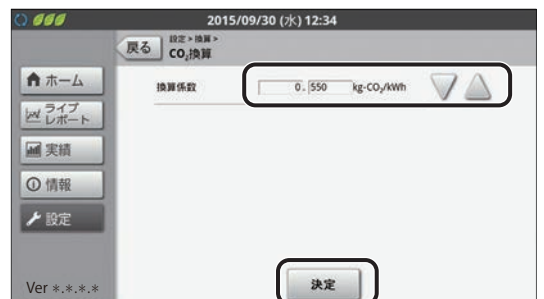 2015/09/30 (水) 12:34
戻る
設定 > 換算 >
CO₂換算
ホーム
ライブ
レポート
実績
情報
設定
Ver *.*.*.*
換算係数 0. 550 kg-CO₂/kWh
決定